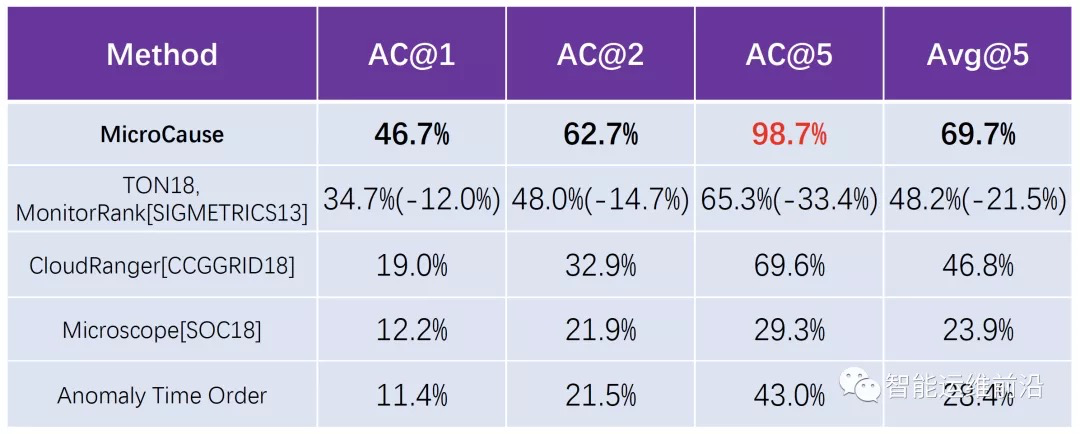 Method AC@1 AC@2 AC@5 Avg@5
MicroCause 46.7% 62.7% 98.7% 69.7%
TON18,
MonitorRank[SIGMETRICS13] 34.7%(-12.0%) 48.0%(-14.7%) 65.3%(-33.4%) 48.2%(-21.5%)
CloudRanger[CCGGRID18] 19.0% 32.9% 69.6% 46.8%
Microscope[SOC18] 12.2% 21.9% 29.3% 23.9%
Anomaly Time Order 11.4% 21.5% 43.0% 28.4%
智能运维前沿